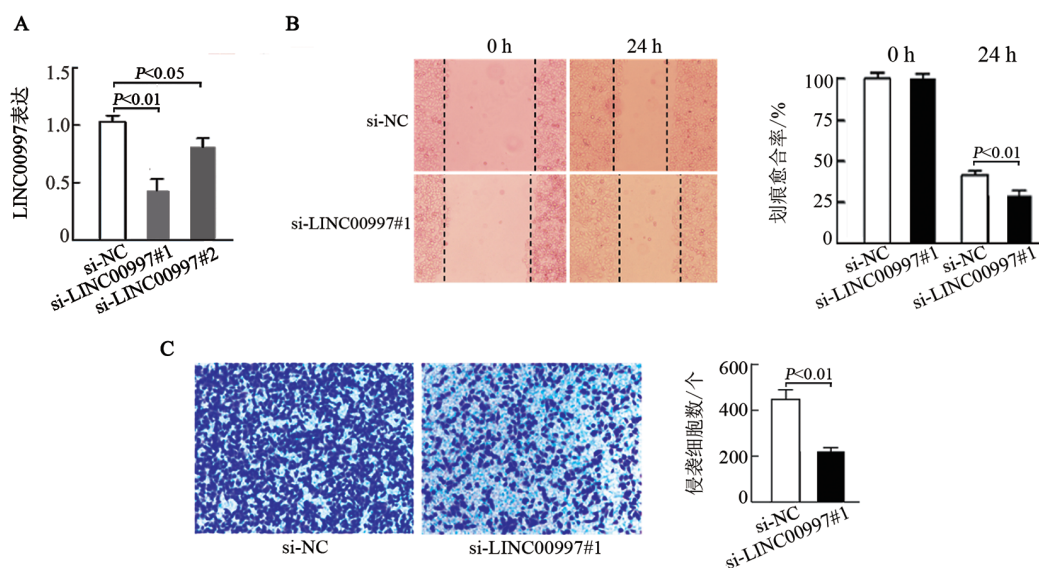 A
LINC00997表达
1.5
1.0
0.5
0
P<0.05
P<0.01
si-NC
si-LINC00997#1
si-LINC00997#2
B
0 h
24 h
si-NC
si-LINC00997#1
划痕愈合率/%
100
75
50
25
0
0 h
24 h
P<0.01
si-NC
si-LINC00997#1
si-NC
si-LINC00997#1
C
si-NC
si-LINC00997#1
侵袭细胞数/个
600
400
200
0
P<0.01
si-NC
si-LINC00997#1